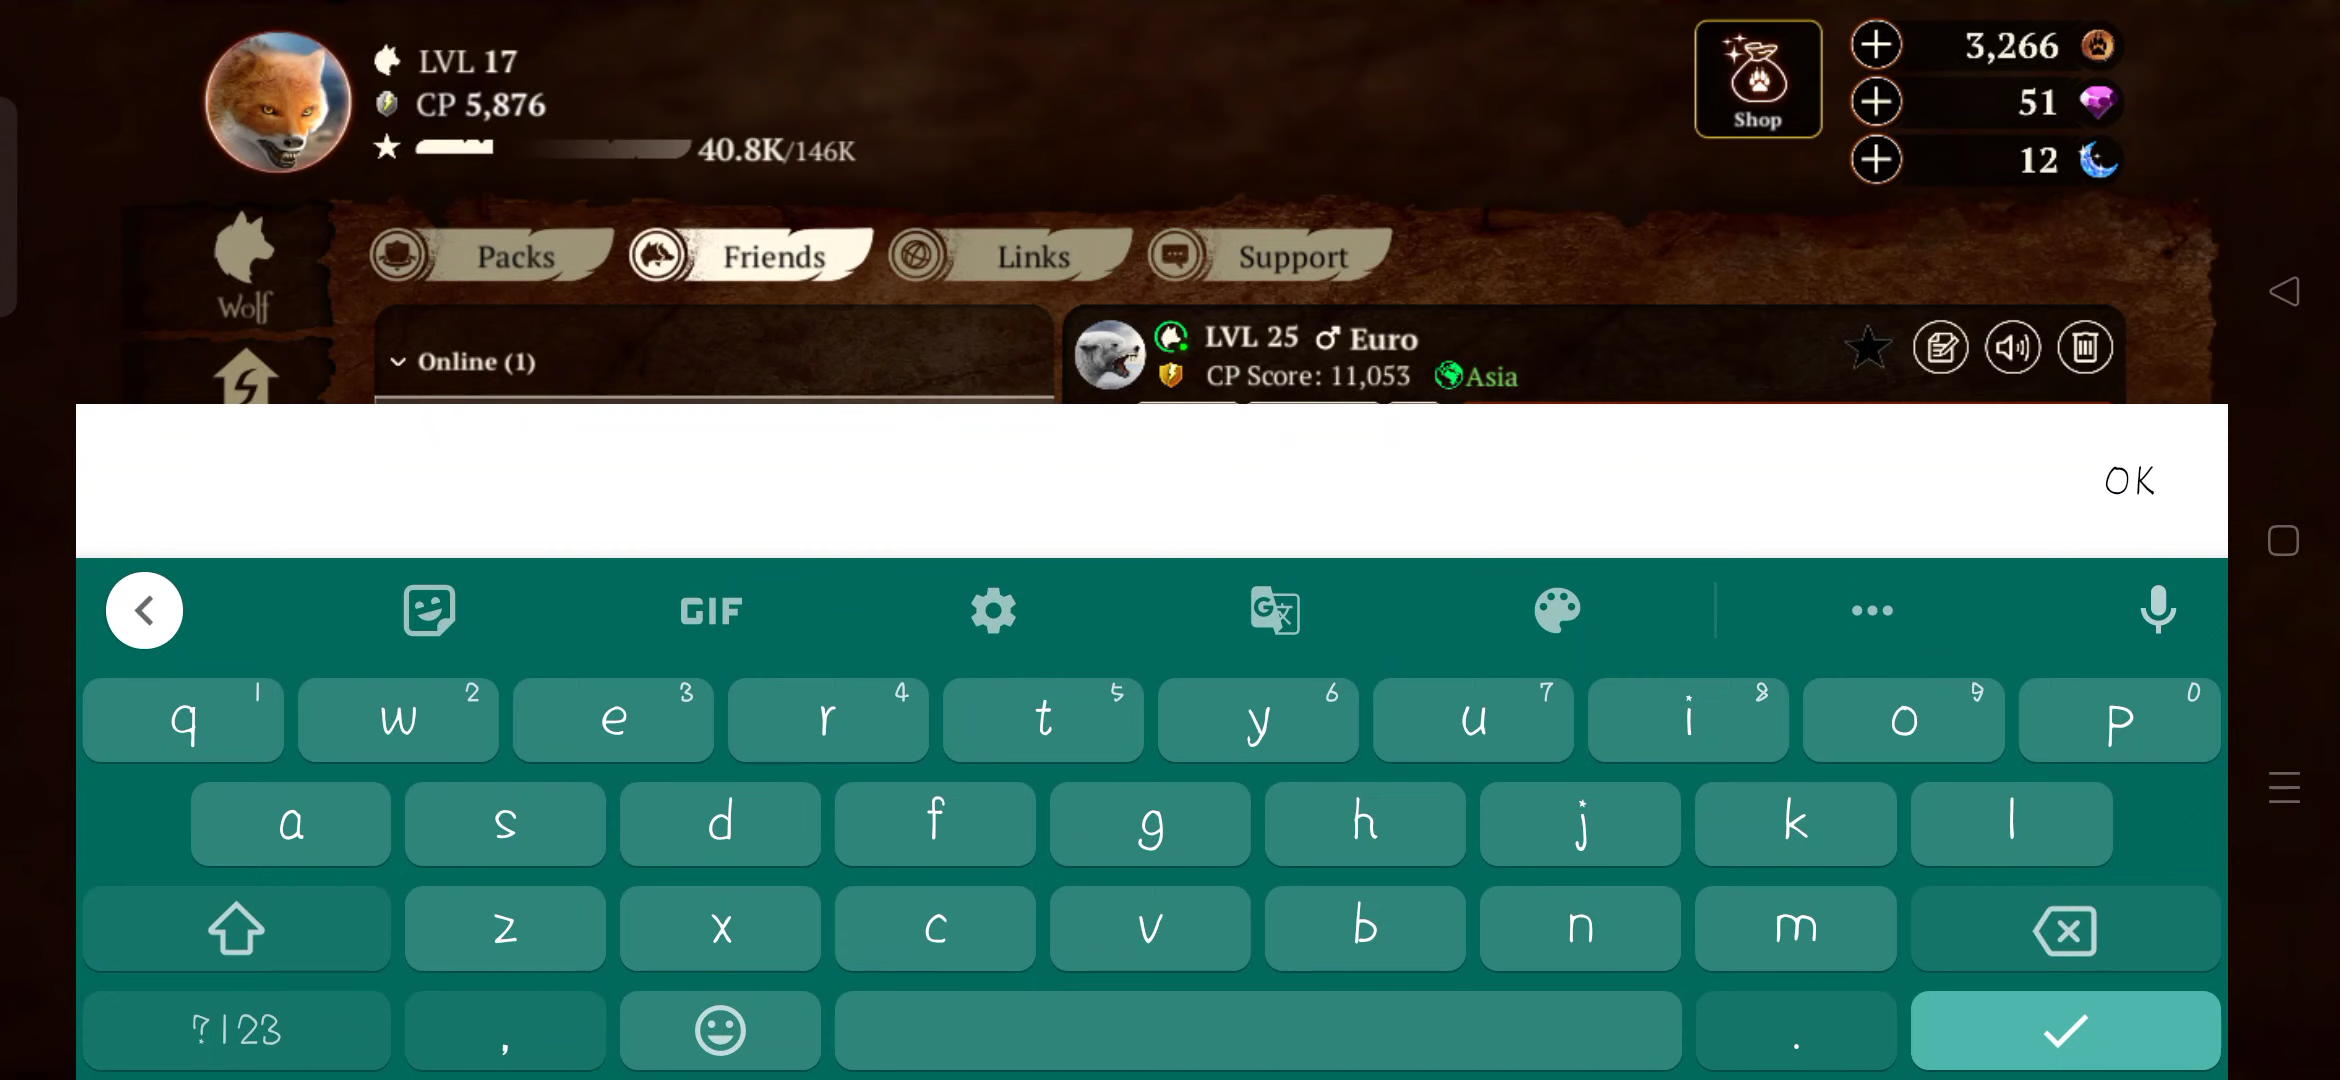 LVL 17
CP 5,876
40.8K/146K
Shop
3,266
51
12
Wolf
Packs
Friends
Links
Support
Online (1)
LVL 25 ♂ Euro
CP Score: 11,053 Asia
OK
GIF
G文
q 1 w 2 e 3 r 4 t 5 y 6 u 7 i 8 o 9 p 0
a s d f g h j k l
z x c v b n m
?123 , .